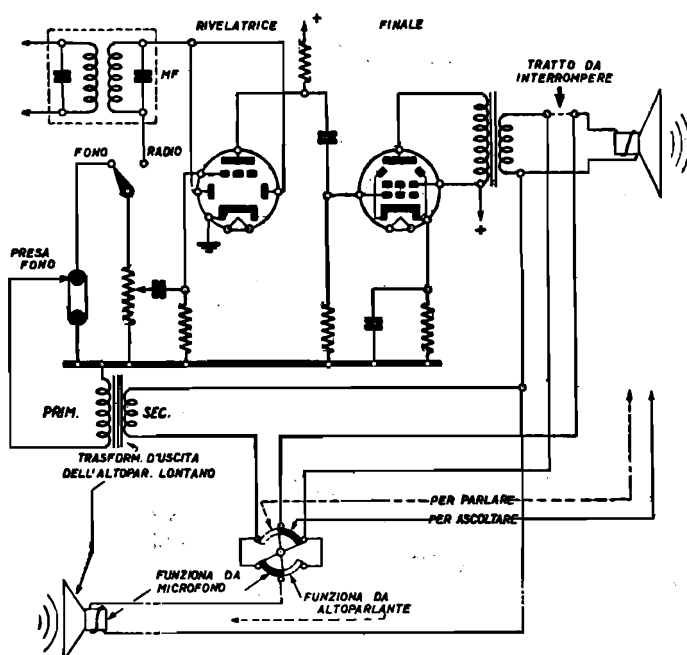 RIVELATRICE
FINALE
+
MF
TRATTO DA
INTERROMPERE
FONO
RADIO
PRESA
FONO
+
PRIM.
SEC.
TRASFORM. D'USCITA
DELL'ALTOPAR. LONTANO
PER PARLARE
PER ASCOLTARE
FUNZIONA DA
MICROFONO
FUNZIONA DA
ALTOPARLANTE